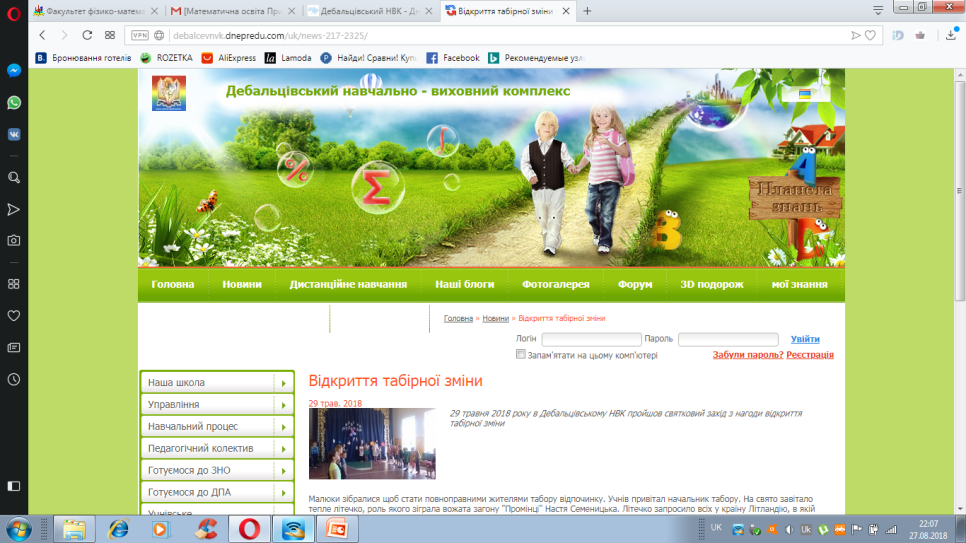 Факультет фізико-матема
[Математична освіта При
Дебальцівський НВК - Дн
Відкриття табірної зміни
VPN
debalcevnvk.dnepredu.com/uk/news-217-2325/
Бронювання готелів
ROZETKA
AliExpress
Lamoda
Найди! Сравни! Купи
Facebook
Рекомендуемые узл
Дебальцівський навчально - виховний комплекс
% Σ !
Планета
знань
Головна Новини Дистанційне навчання Наші блоги Фотогалерея Форум 3D подорож мої знання
Головна » Новини » Відкриття табірної зміни
Логін Пароль Увійти
Запам'ятати на цьому комп'ютері Забули пароль? Реєстрація
Наша школа
Управління
Навчальний процес
Педагогічний колектив
Готуємося до ЗНО
Готуємося до ДПА
Учнівське
Відкриття табірної зміни
29 трав. 2018
29 травня 2018 року в Дебальцівському НВК пройшов святковий захід з нагоди відкриття
табірної зміни
Малюки зібралися щоб стати повноправними жителями табору відпочинку. Учнів привітал начальник табору. На свято завітало
тепле літечко, роль якого зіграла вожата загону "Промінці" Настя Семеницька. Літечко запросило всіх у країну Літландію, в якій
UK
22:07
27.08.2018